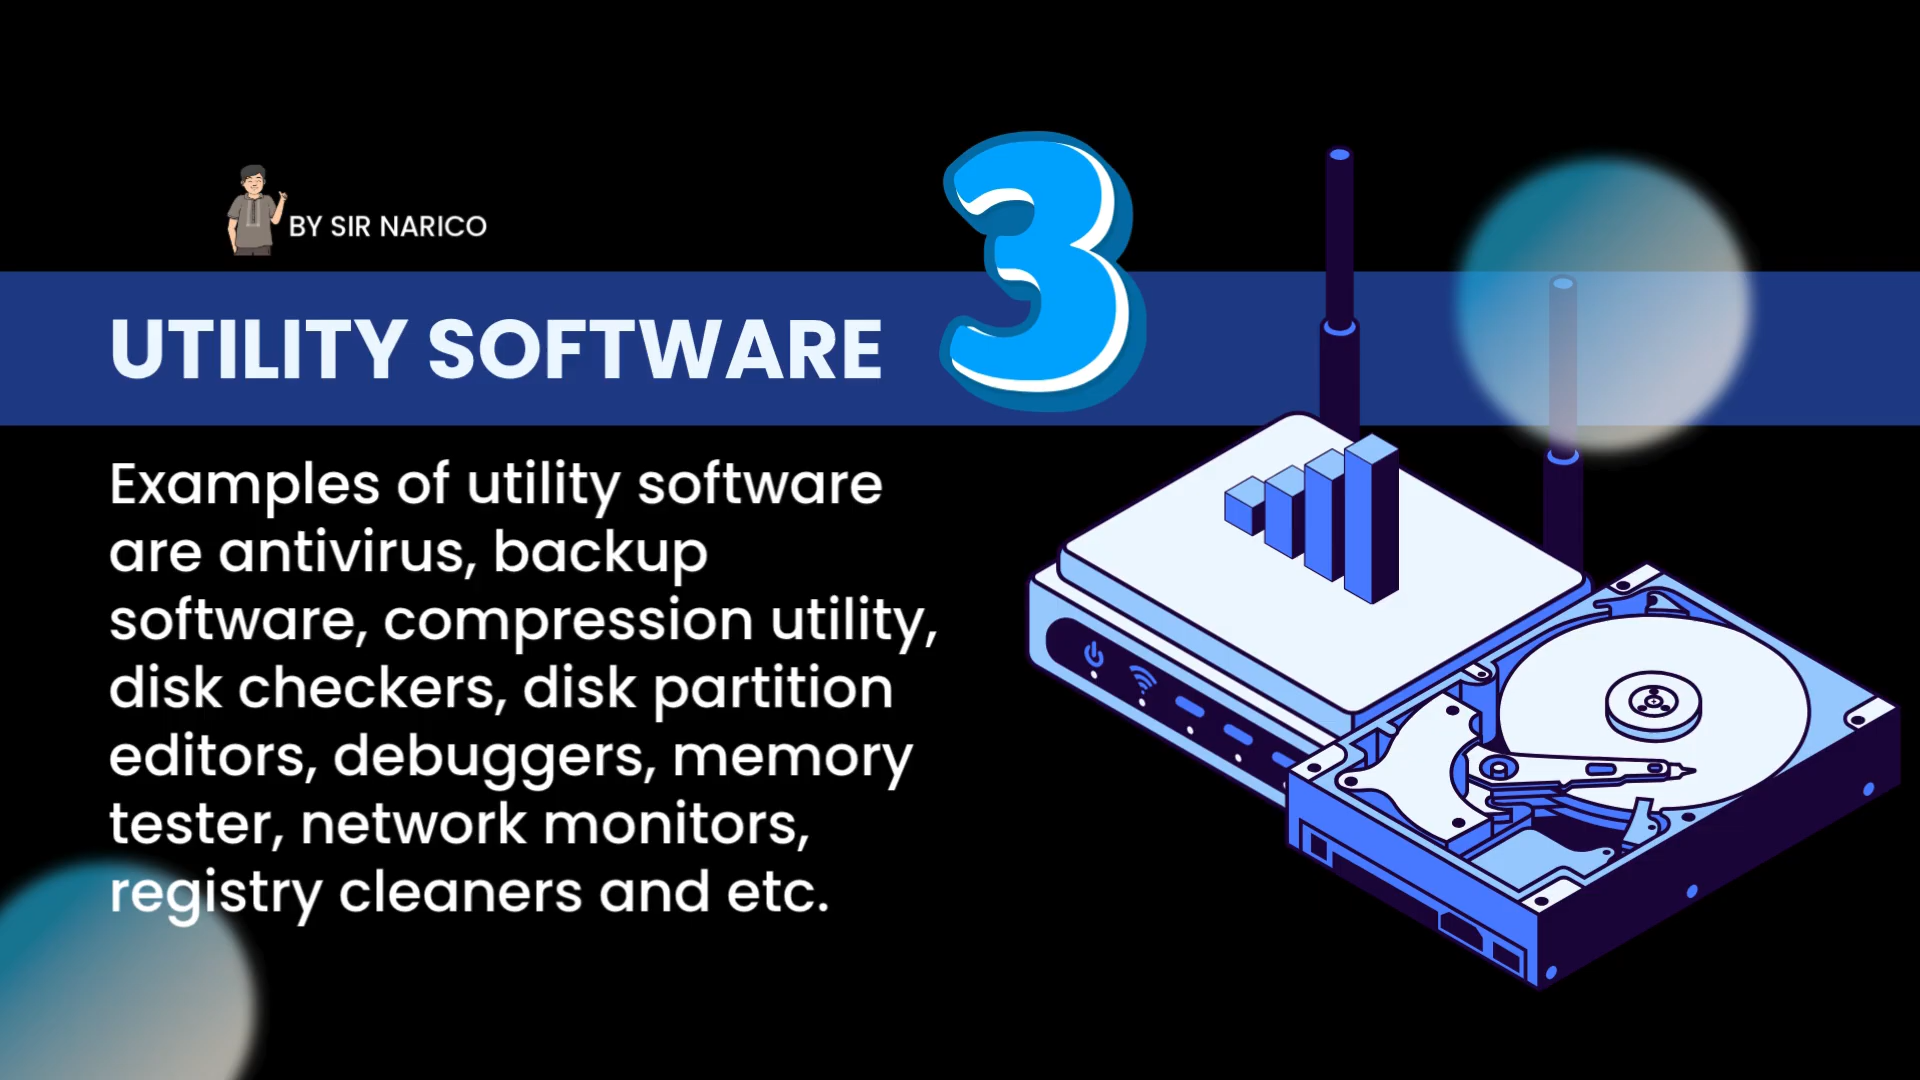 BY SIR NARICO
3
UTILITY SOFTWARE
Examples of utility software
are antivirus, backup
software, compression utility,
disk checkers, disk partition
editors, debuggers, memory
tester, network monitors,
registry cleaners and etc.